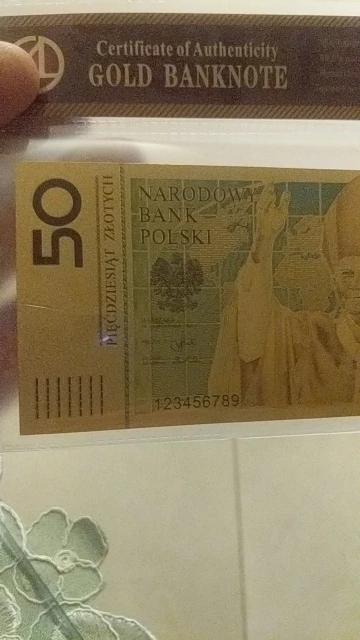 Certificate of Authenticity
GOLD BANKNOTE
50
PIĘĆDZIESIĄT ZŁOTYCH
NARODOWY
BANK
POLSKI
123456789